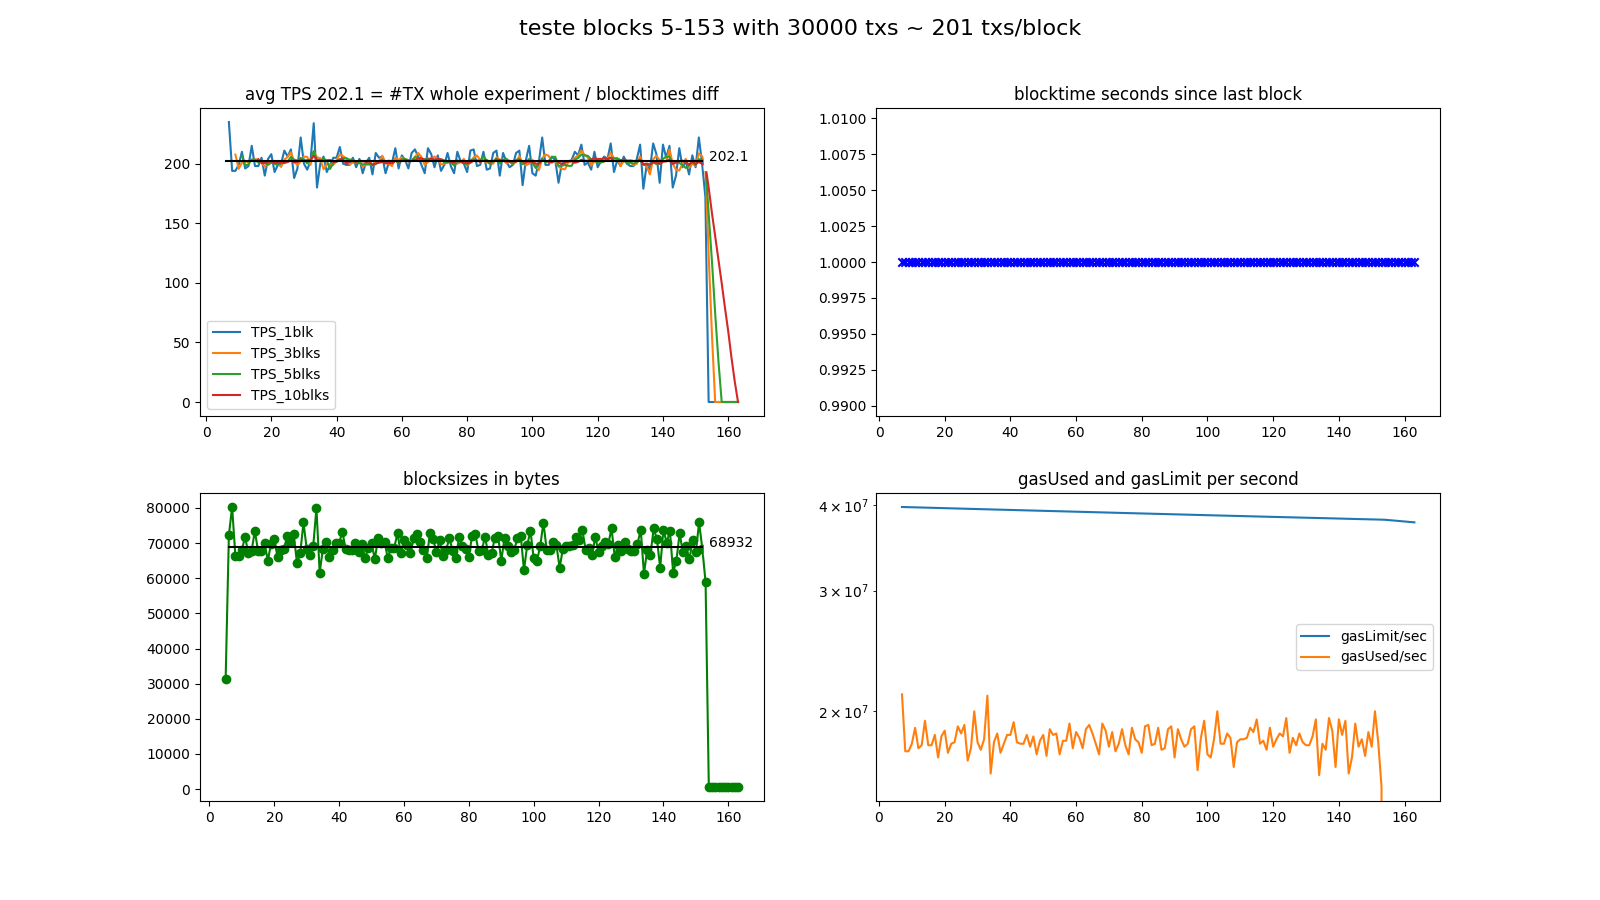 teste blocks 5-153 with 30000 txs ~ 201 txs/block
avg TPS 202.1 = #TX whole experiment / blocktimes diff
200
150
100
50
0
202.1
TPS_1blk
TPS_3blks
TPS_5blks
TPS_10blks
0 20 40 60 80 100 120 140 160
blocktime seconds since last block
1.0100
1.0075
1.0050
1.0025
1.0000
0.9975
0.9950
0.9925
0.9900
0 20 40 60 80 100 120 140 160
blocksizes in bytes
80000
70000
60000
50000
40000
30000
20000
10000
0
68932
0 20 40 60 80 100 120 140 160
gasUsed and gasLimit per second
4 × 10⁷
3 × 10⁷
2 × 10⁷
gasLimit/sec
gasUsed/sec
0 20 40 60 80 100 120 140 160